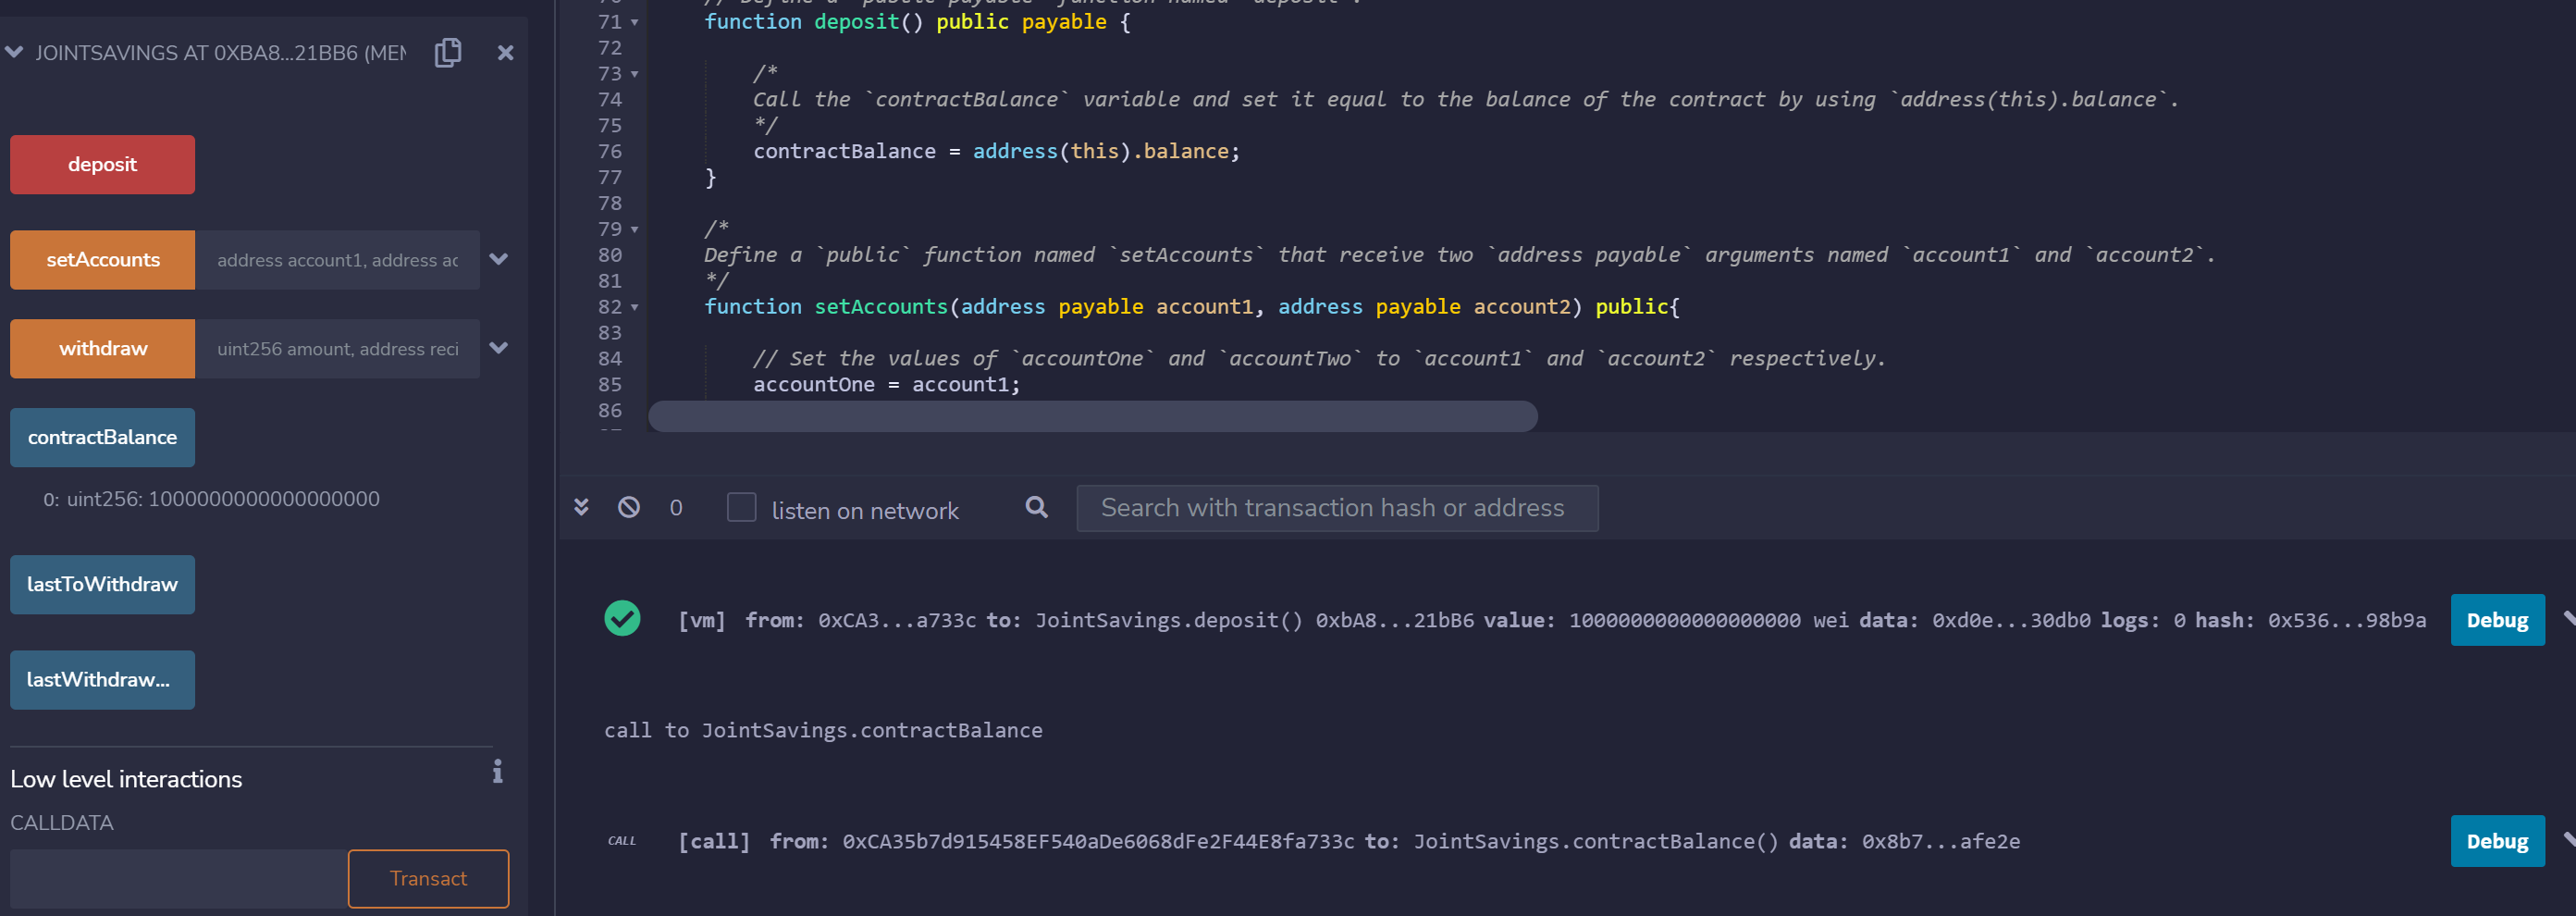 JOINTSAVINGS AT 0XBA8...21BB6 (MEM
deposit
setAccounts
address account1, address ac
withdraw
uint256 amount, address reci
contractBalance
0: uint256: 1000000000000000000
lastToWithdraw
lastWithdraw...
Low level interactions
CALLDATA
Transact
70 // Define a `public payable` function named `deposit`.
71 function deposit() public payable {
72
73 /*
74 Call the `contractBalance` variable and set it equal to the balance of the contract by using `address(this).balance`.
75 */
76 contractBalance = address(this).balance;
77 }
78
79 /*
80 Define a `public` function named `setAccounts` that receive two `address payable` arguments named `account1` and `account2`.
81 */
82 function setAccounts(address payable account1, address payable account2) public{
83
84 // Set the values of `accountOne` and `accountTwo` to `account1` and `account2` respectively.
85 accountOne = account1;
86
0
listen on network
Search with transaction hash or address
[vm] from: 0xCA3...a733c to: JointSavings.deposit() 0xbA8...21bB6 value: 1000000000000000000 wei data: 0xd0e...30db0 logs: 0 hash: 0x536...98b9a
Debug
call to JointSavings.contractBalance
CALL
[call] from: 0xCA35b7d915458EF540aDe6068dFe2F44E8fa733c to: JointSavings.contractBalance() data: 0x8b7...afe2e
Debug